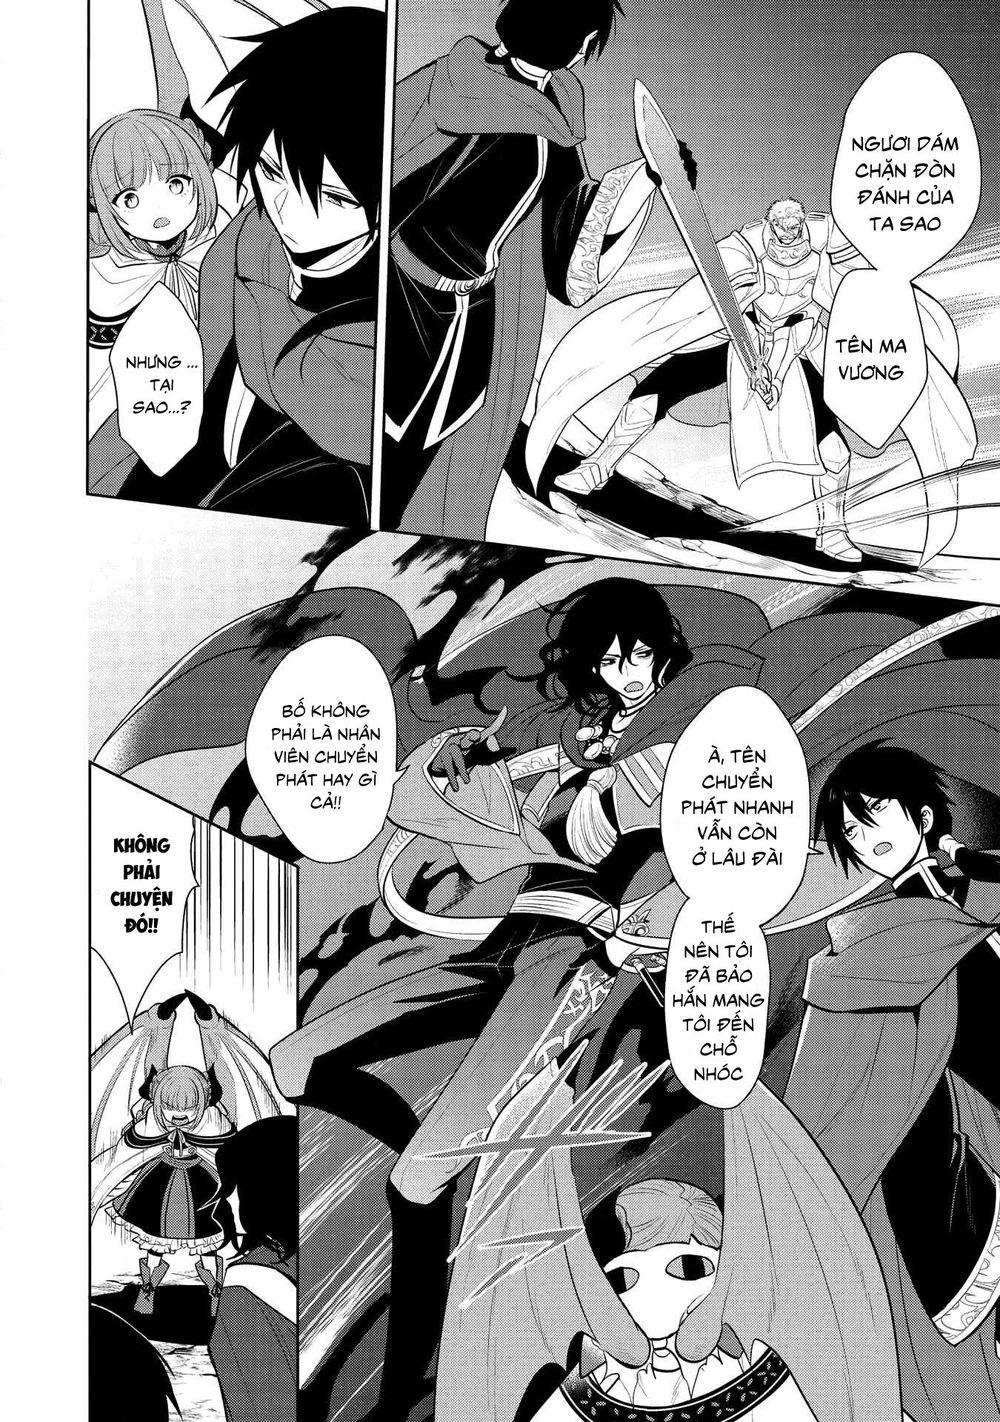 NGƯƠI DÁM
CHẶN ĐÒN
ĐÁNH CỦA
TA SAO
TÊN MA
VƯƠNG
NHƯNG ...
TẠI
SAO...?
À, TÊN
CHUYỂN
PHÁT NHANH
VẪN CÒN
Ở LÂU ĐÀI
THẾ
NÊN TÔI
ĐÃ BẢO
HẮN MANG
TÔI ĐẾN
CHỖ
NHÓC
BỐ KHÔNG
PHẢI LÀ NHÂN
VIÊN CHUYỂN
PHÁT HAY GÌ
CẢ!!
KHÔNG
PHẢI
CHUYỆN
ĐÓ!!